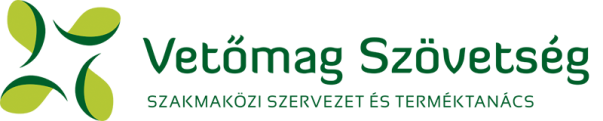 Vetőmag Szövetség
SZAKMAKÖZI SZERVEZET ÉS TERMÉKTANÁCS